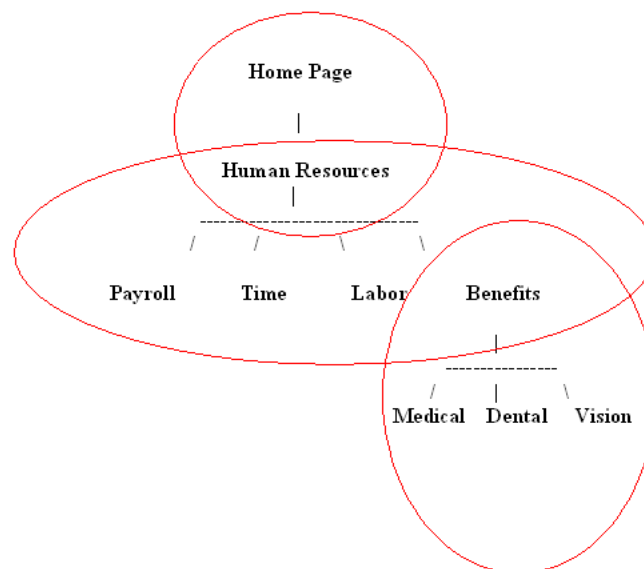 Home Page
|
Human Resources
|
-----------------------------
/ / \ \
Payroll Time Labor Benefits
|
---------------
/ | \
Medical Dental Vision